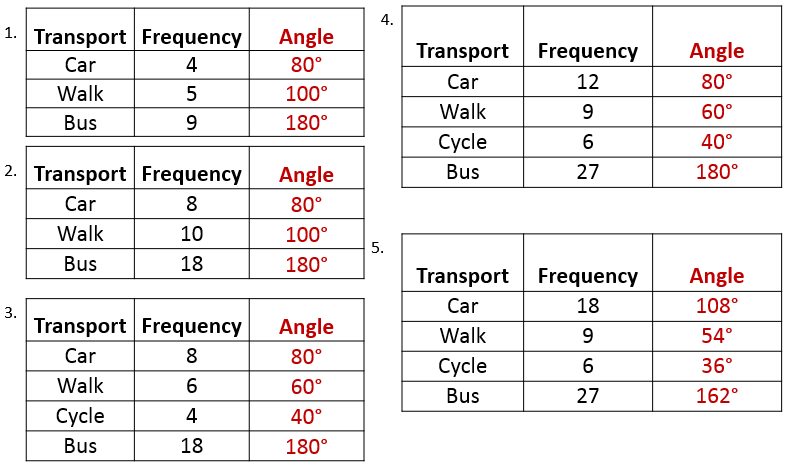 1.
Transport Frequency Angle
Car 4 80°
Walk 5 100°
Bus 9 180°
2.
Transport Frequency Angle
Car 8 80°
Walk 10 100°
Bus 18 180°
3.
Transport Frequency Angle
Car 8 80°
Walk 6 60°
Cycle 4 40°
Bus 18 180°
4.
Transport Frequency Angle
Car 12 80°
Walk 9 60°
Cycle 6 40°
Bus 27 180°
5.
Transport Frequency Angle
Car 18 108°
Walk 9 54°
Cycle 6 36°
Bus 27 162°